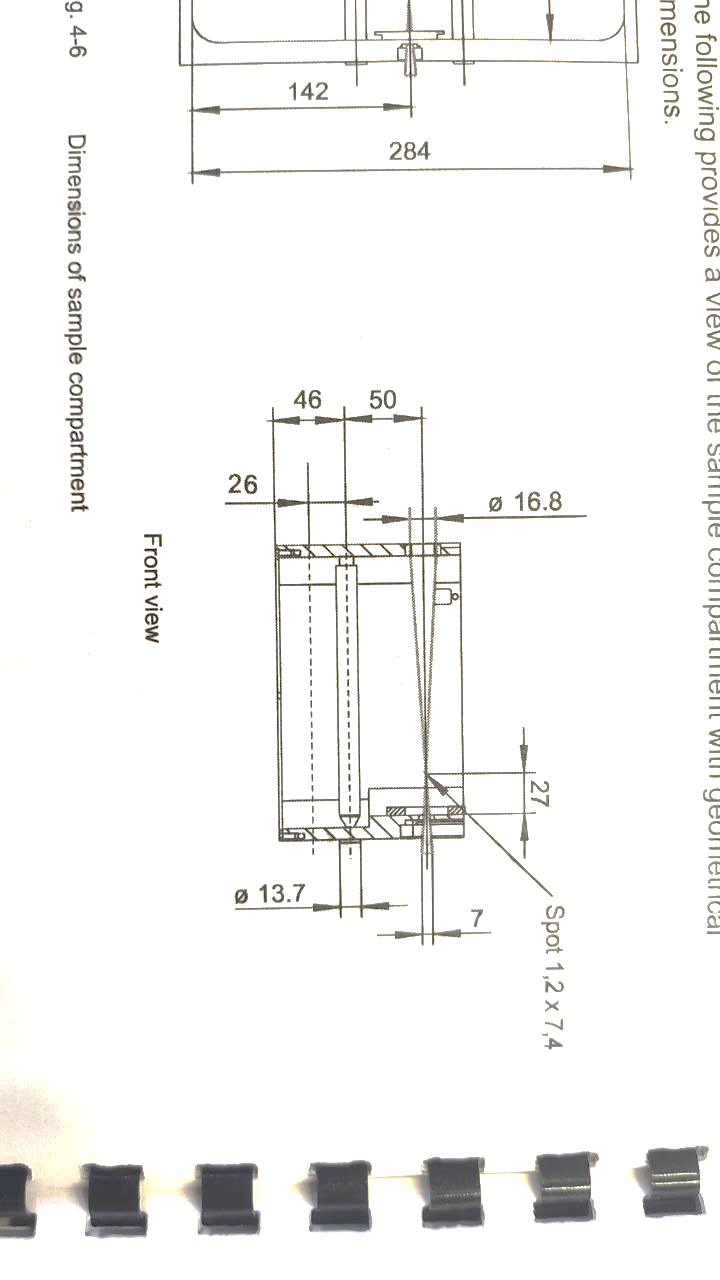 following provides a view of the sample compartment with geometrical
mensions.
142
284
46
50
26
ø 16.8
27
ø 13.7
7
Spot 1,2 x 7,4
Front view
g. 4-6 Dimensions of sample compartment